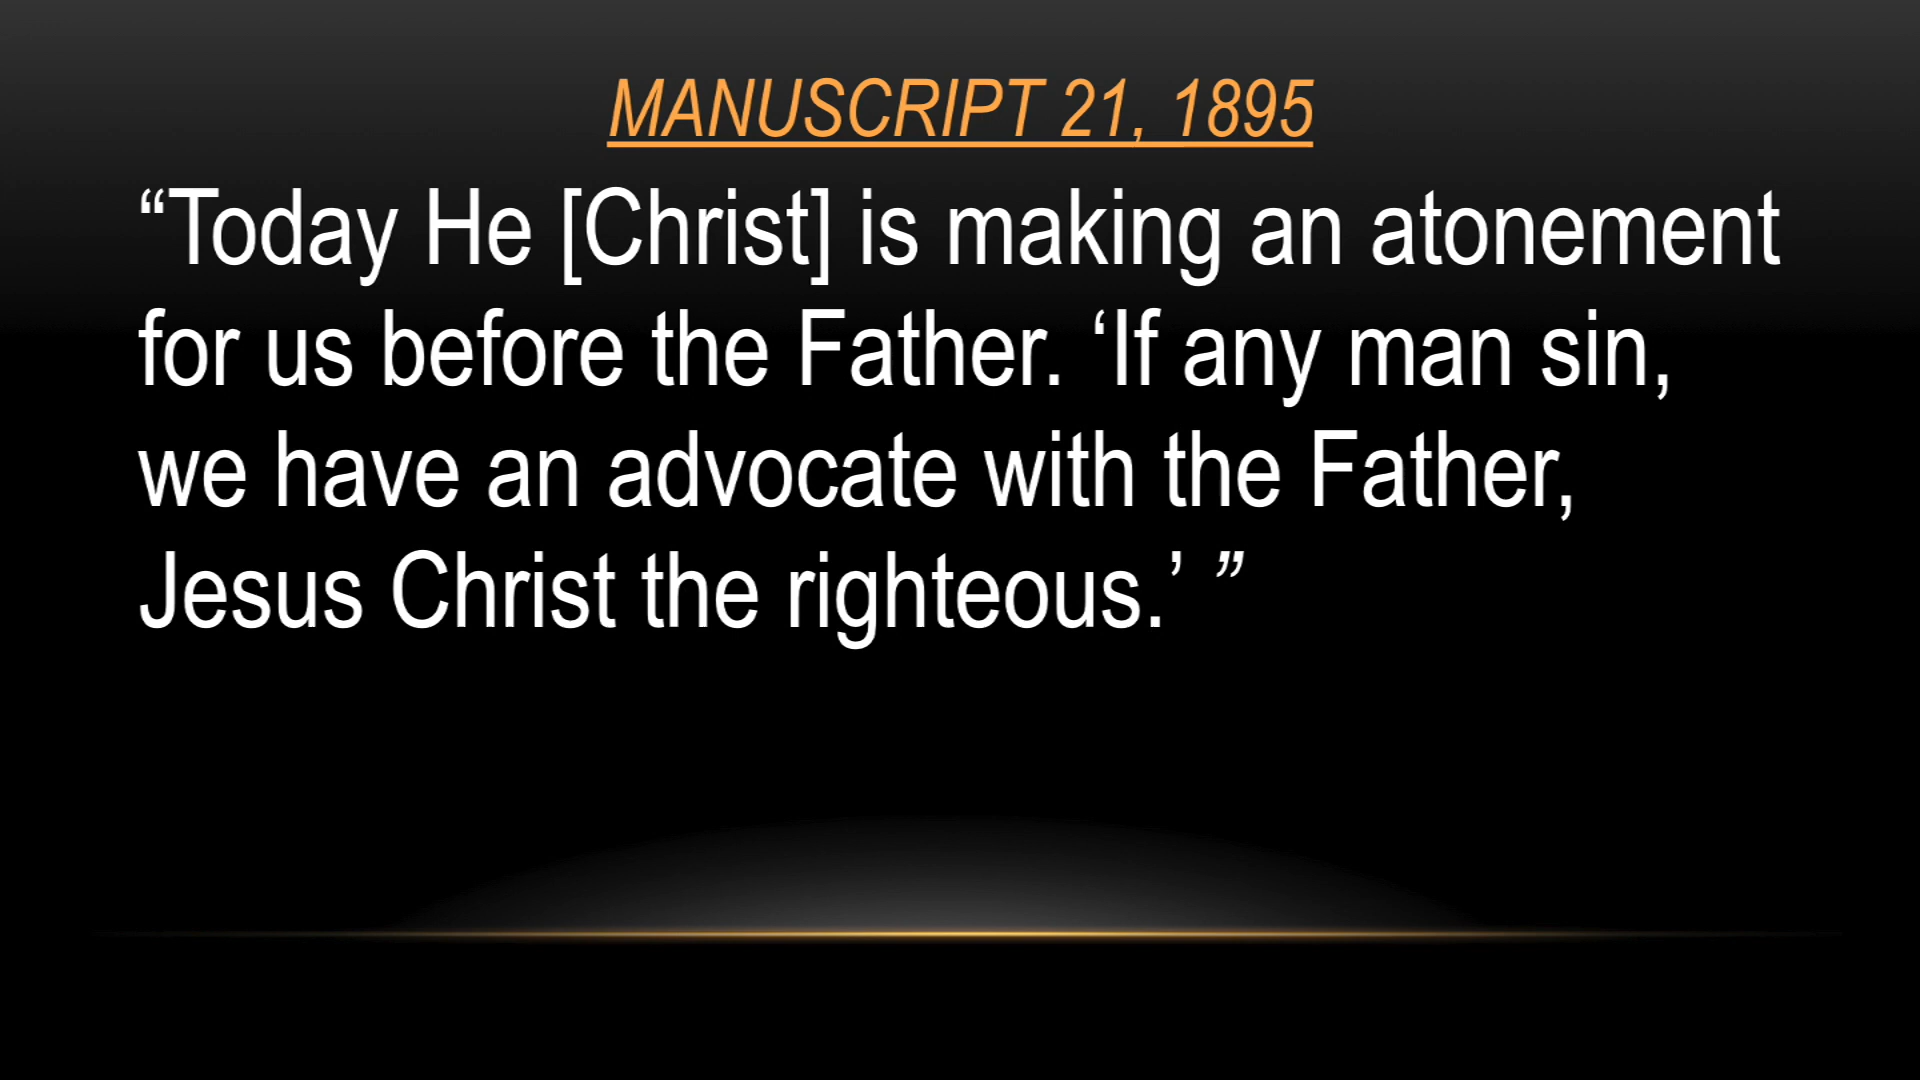 MANUSCRIPT 21, 1895
“Today He [Christ] is making an atonement
for us before the Father. ‘If any man sin,
we have an advocate with the Father,
Jesus Christ the righteous.’ ”